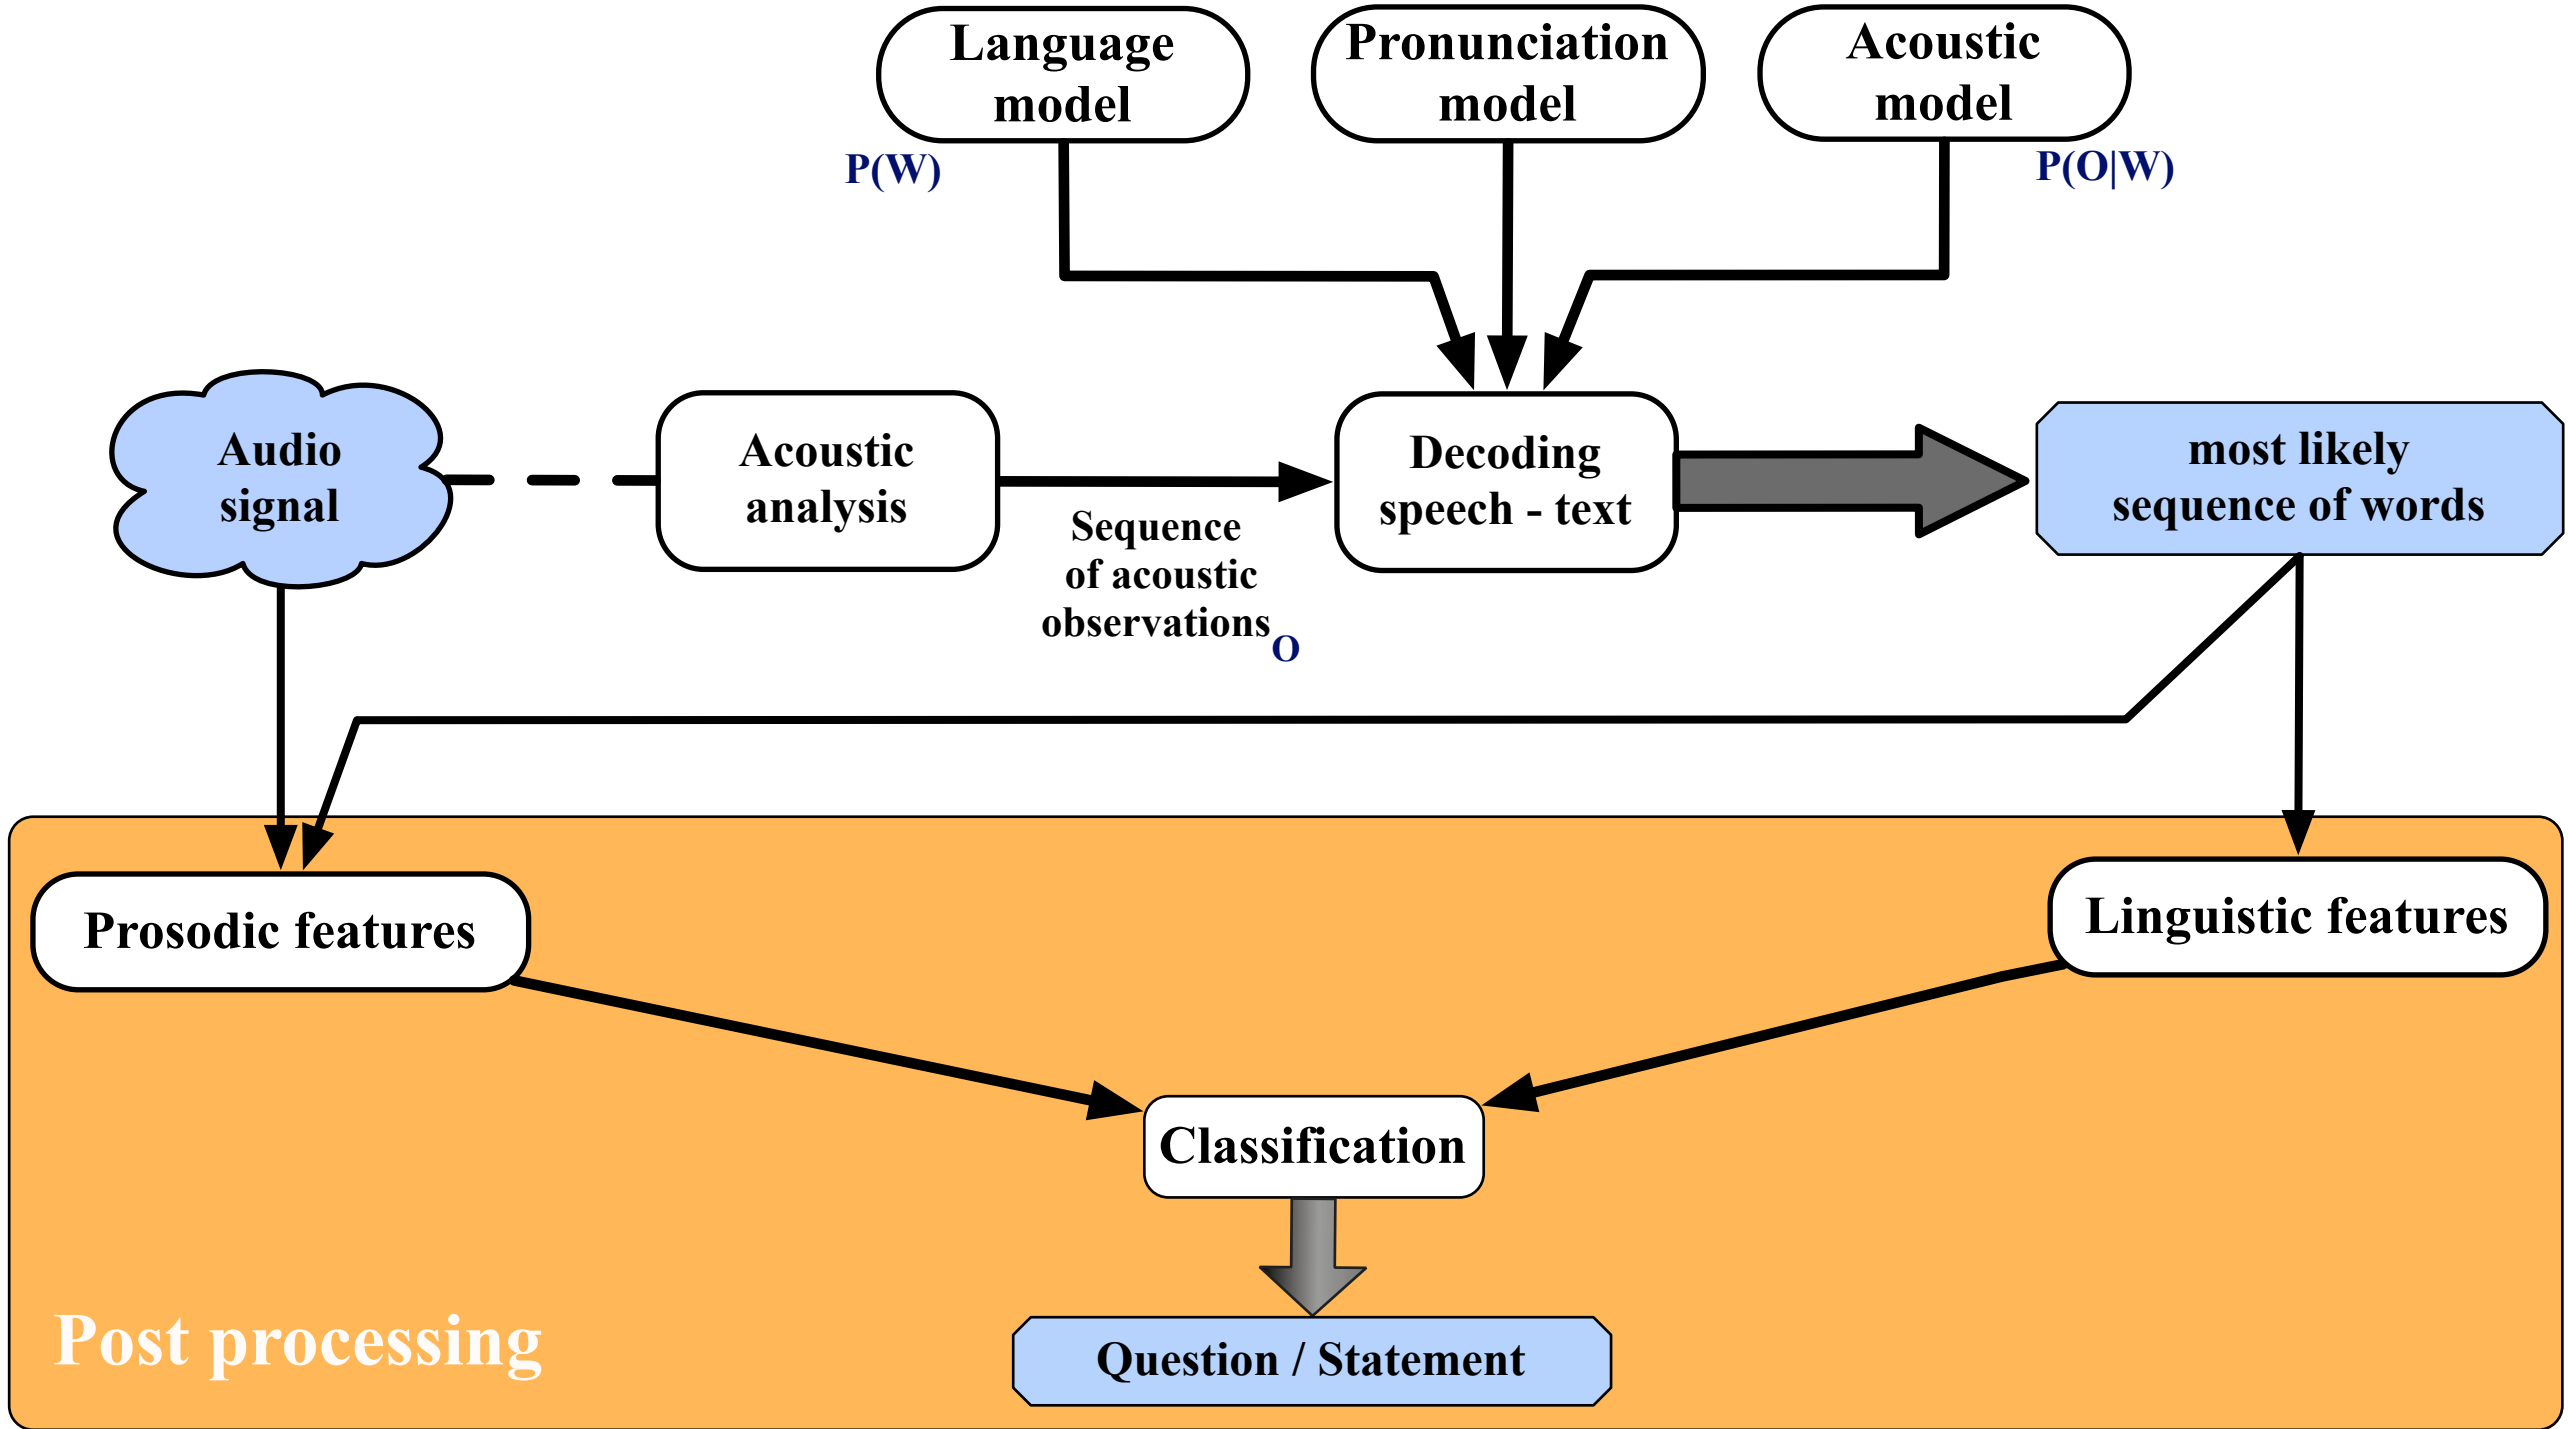 Language
model
Pronunciation
model
Acoustic
model
P(W)
P(O|W)
Audio
signal
Acoustic
analysis
Sequence
of acoustic
observations
O
Decoding
speech - text
most likely
sequence of words
Prosodic features
Linguistic features
Classification
Post processing
Question / Statement